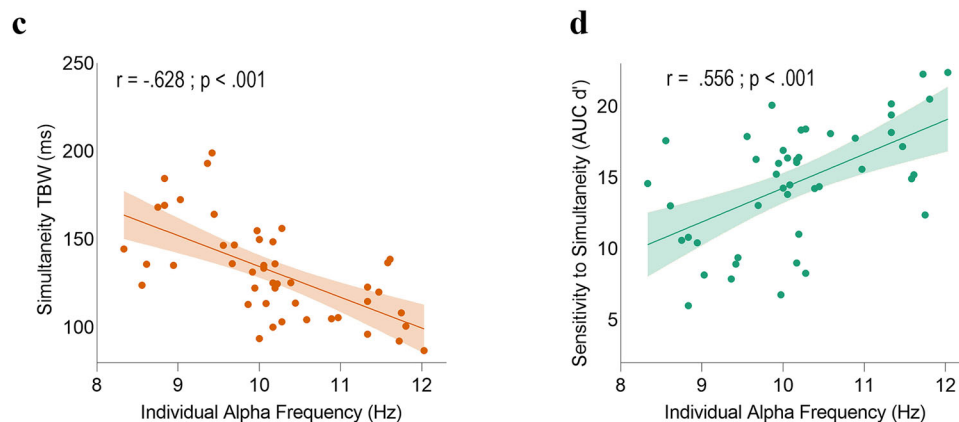 c
r = -.628 ; p < .001
Simultaneity TBW (ms)
250
200
150
100
8 9 10 11 12
Individual Alpha Frequency (Hz)
d
r = .556 ; p < .001
Sensitivity to Simultaneity (AUC d')
20
15
10
5
8 9 10 11 12
Individual Alpha Frequency (Hz)